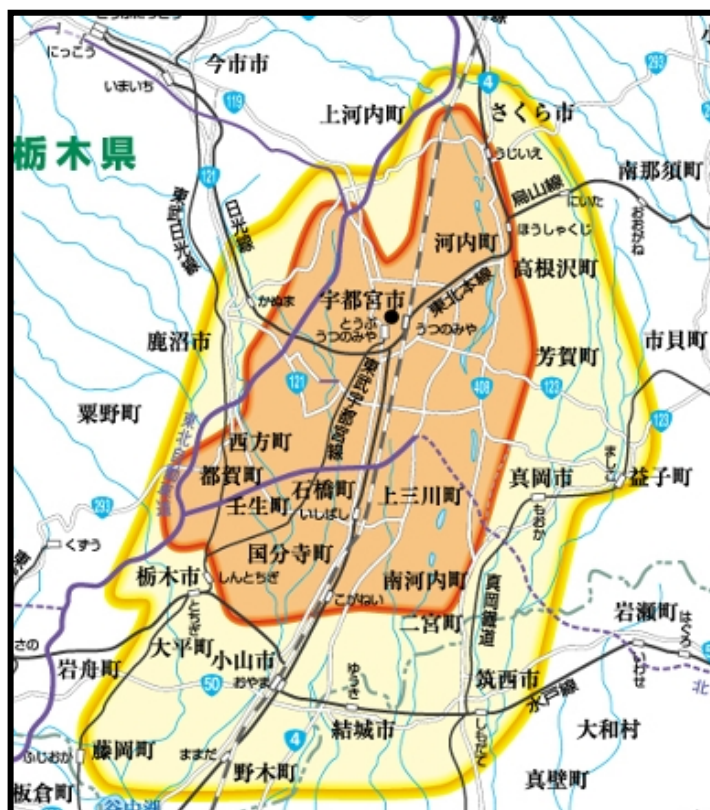 にっこう
今市市
いまいち
119
上河内町
4
さくら市
293
栃木県
121
日光線
東武日光線
うじいえ
烏山線
にいた
南那須町
おおがね
河内町
ほうしゃくじ
高根沢町
宇都宮市
東北本線
かぬま
とうぶ
うつのみや
うつのみや
鹿沼市
芳賀町
市貝町
121
東武宇都宮線
408
123
123
粟野町
東北自動車道
西方町
都賀町
石橋町
上三川町
真岡市
ましこ
益子町
壬生町
いしばし
もおか
293
くずう
国分寺町
栃木市
しんとちぎ
こがねい
南河内町
真岡鐵道
とちぎ
二宮町
岩瀬町
はぐろ
さの
大平町
小山市
岩舟町
50
おやま
ゆうき
筑西市
水戸線
いわせ
北
結城市
しもだて
大和村
ふじおか
藤岡町
ままだ
4
野木町
真壁町
板倉町
谷中湖